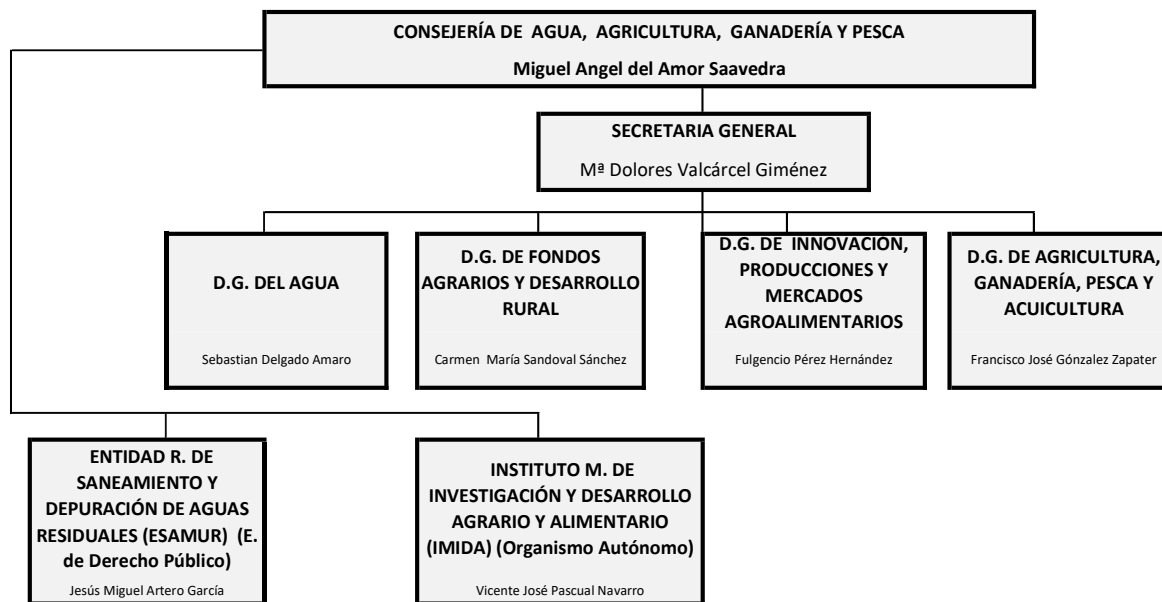 CONSEJERÍA DE AGUA, AGRICULTURA, GANADERÍA Y PESCA
Miguel Angel del Amor Saavedra
SECRETARIA GENERAL
Mª Dolores Valcárcel Giménez
D.G. DEL AGUA
Sebastian Delgado Amaro
D.G. DE FONDOS
AGRARIOS Y DESARROLLO
RURAL
Carmen María Sandoval Sánchez
D.G. DE INNOVACIÓN,
PRODUCCIONES Y
MERCADOS
AGROALIMENTARIOS
Fulgencio Pérez Hernández
D.G. DE AGRICULTURA,
GANADERÍA, PESCA Y
ACUICULTURA
Francisco José Gónzalez Zapater
ENTIDAD R. DE
SANEAMIENTO Y
DEPURACIÓN DE AGUAS
RESIDUALES (ESAMUR) (E.
de Derecho Público)
Jesús Miguel Artero García
INSTITUTO M. DE
INVESTIGACIÓN Y DESARROLLO
AGRARIO Y ALIMENTARIO
(IMIDA) (Organismo Autónomo)
Vicente José Pascual Navarro